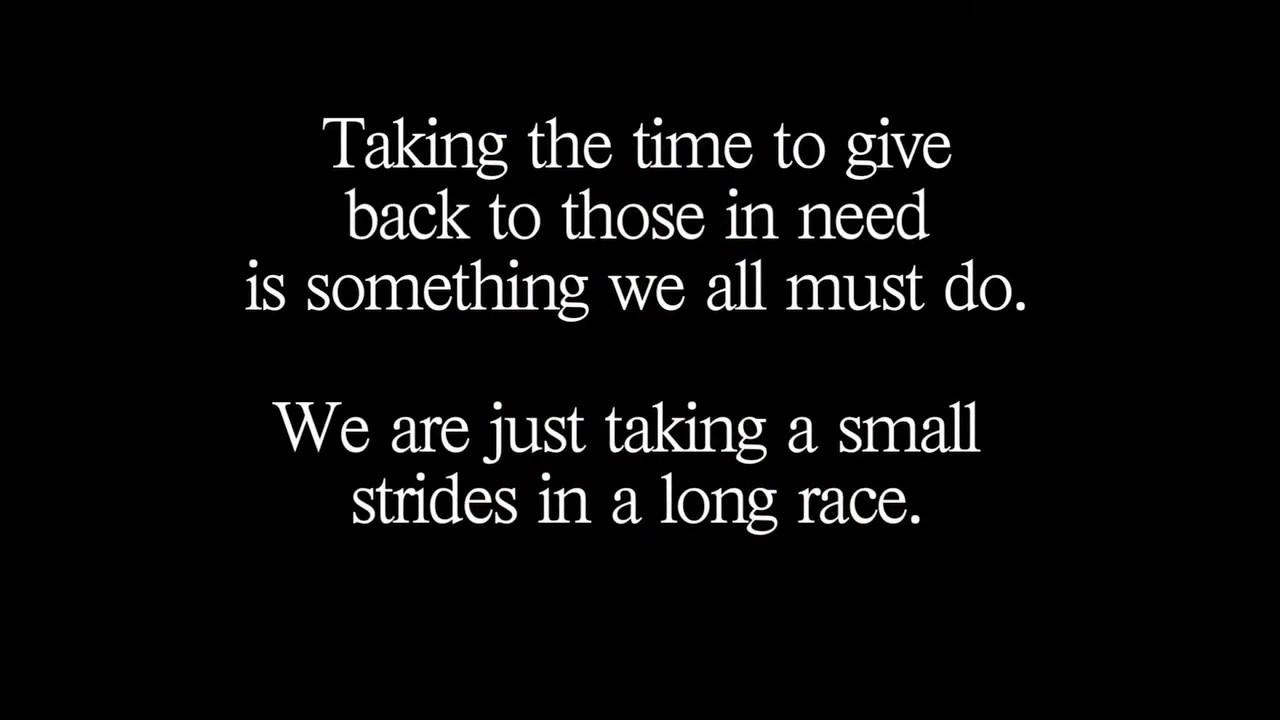 Taking the time to give
back to those in need
is something we all must do.
We are just taking a small
strides in a long race.